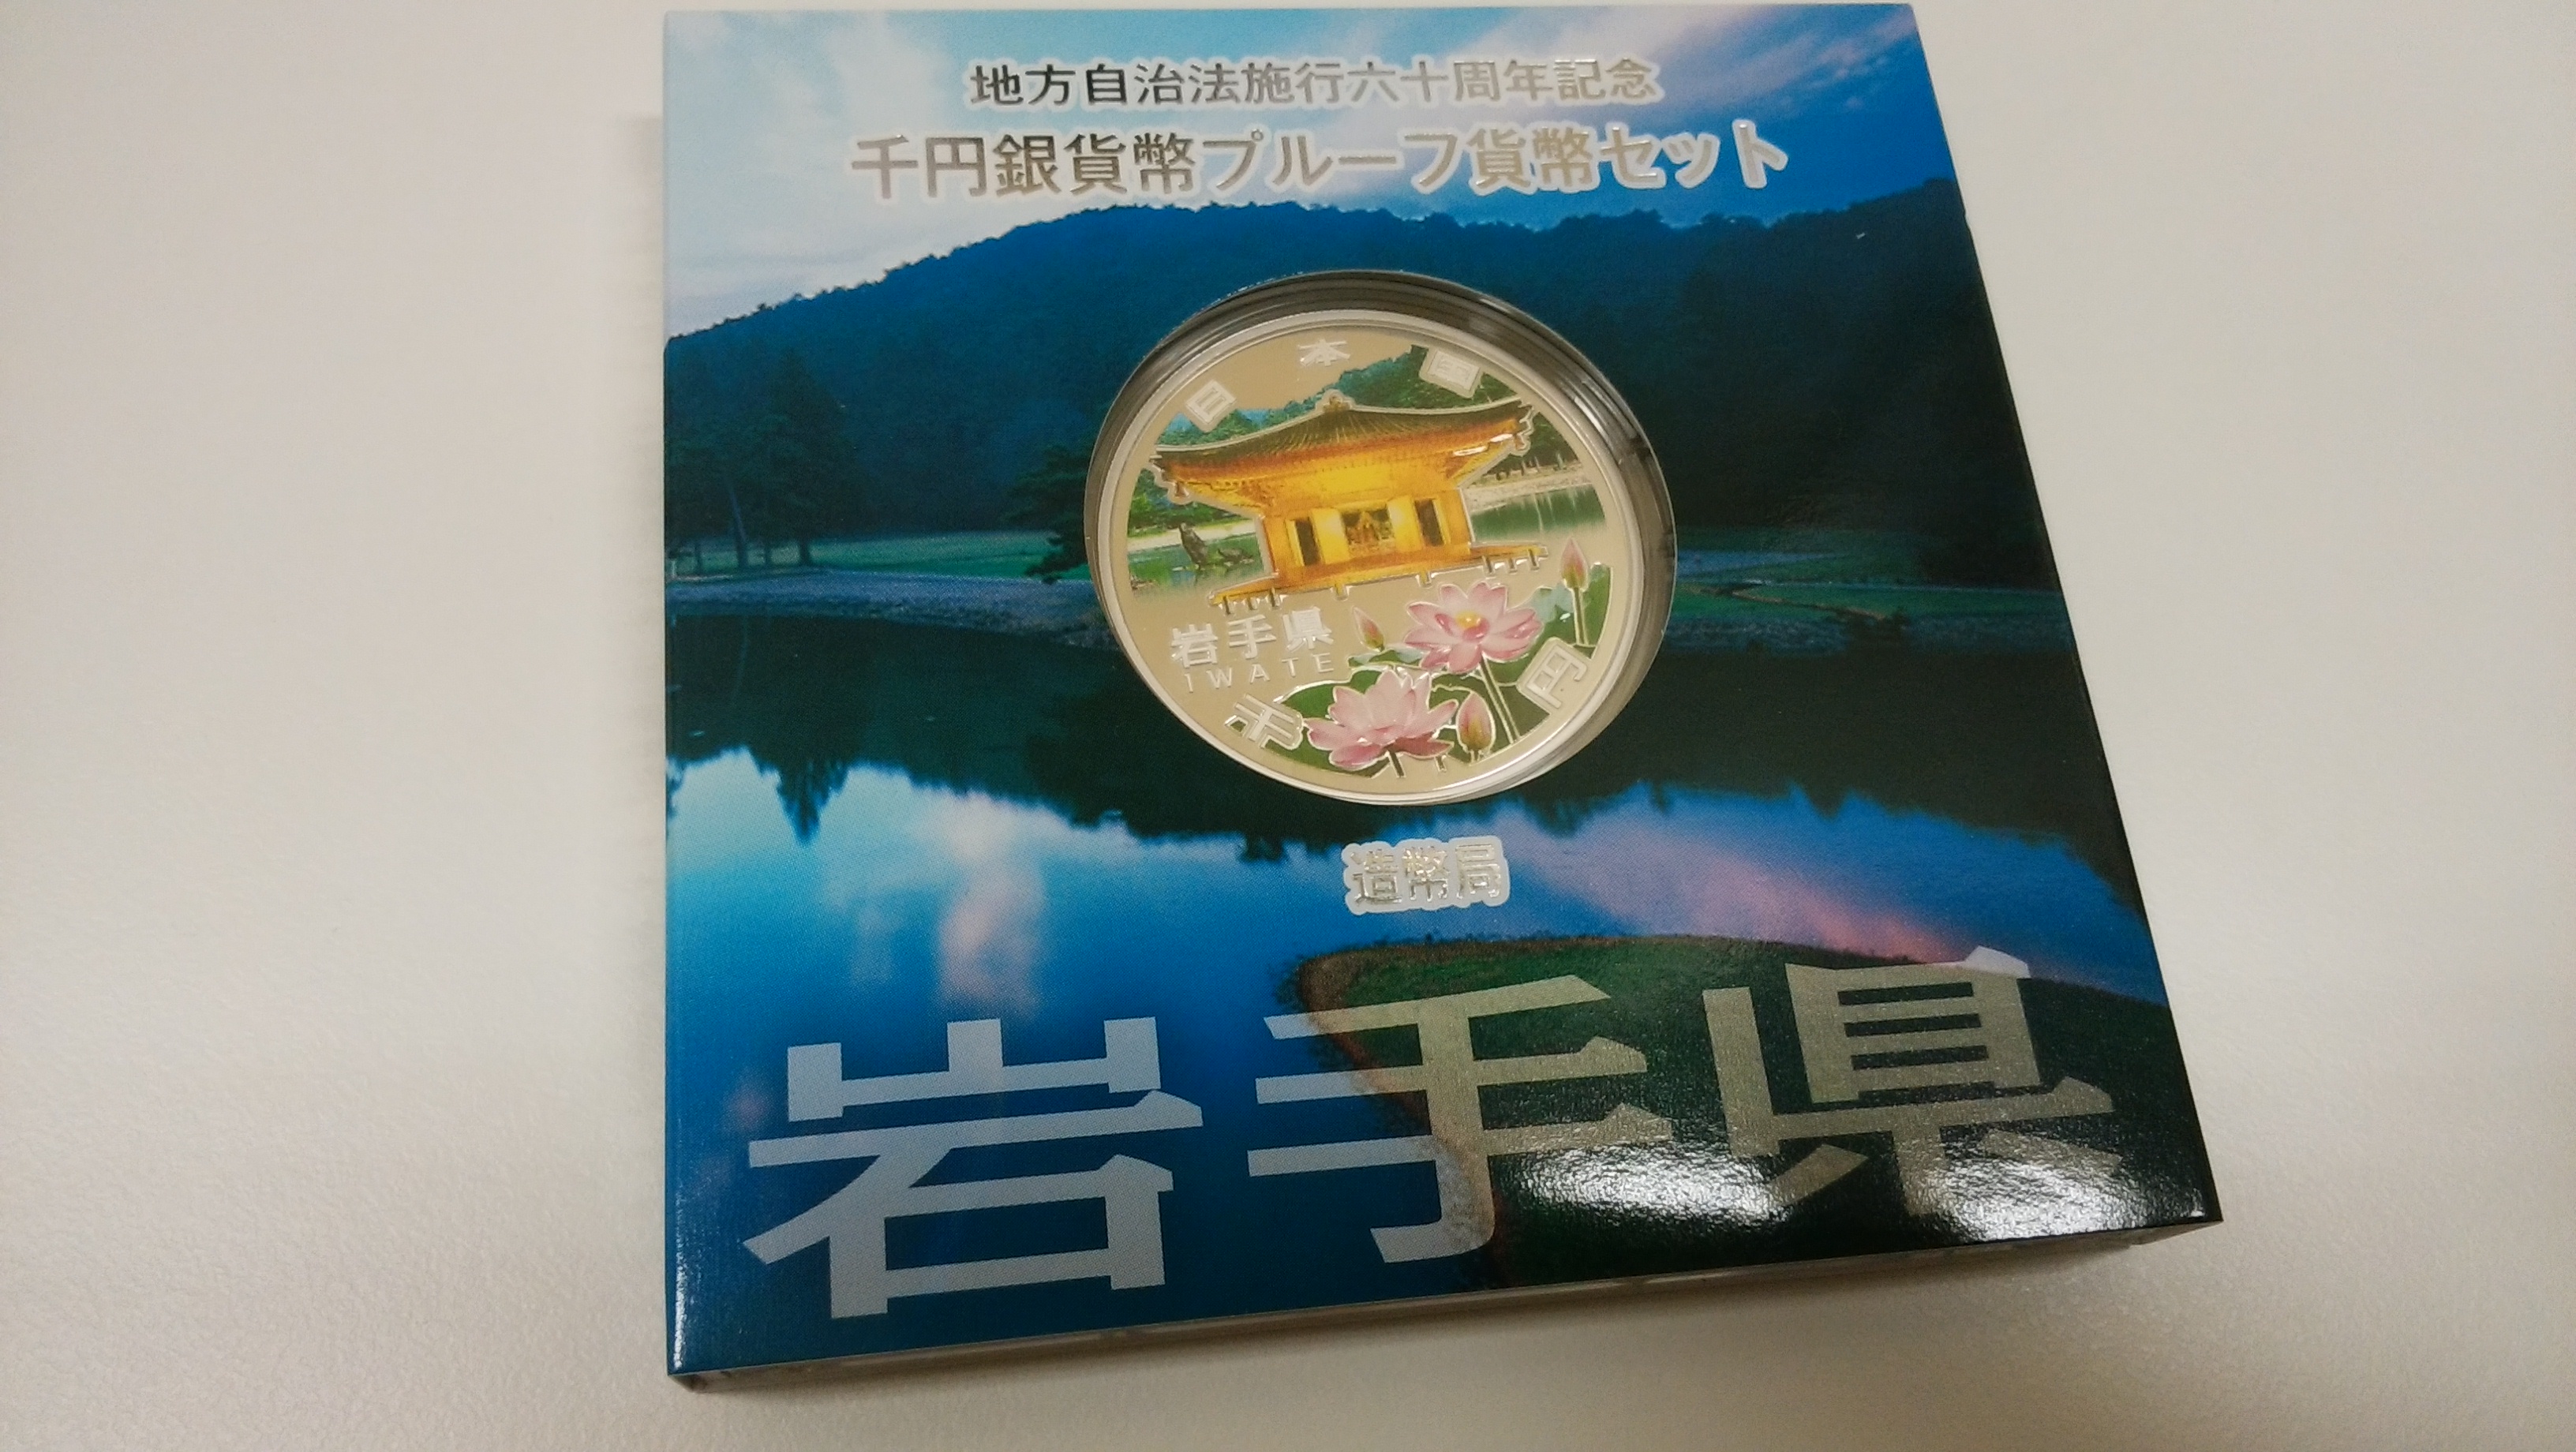 地方自治法施行六十周年記念
千円銀貨幣プルーフ貨幣セット
日本国
岩手県
IWATE
千円
造幣局
岩手県